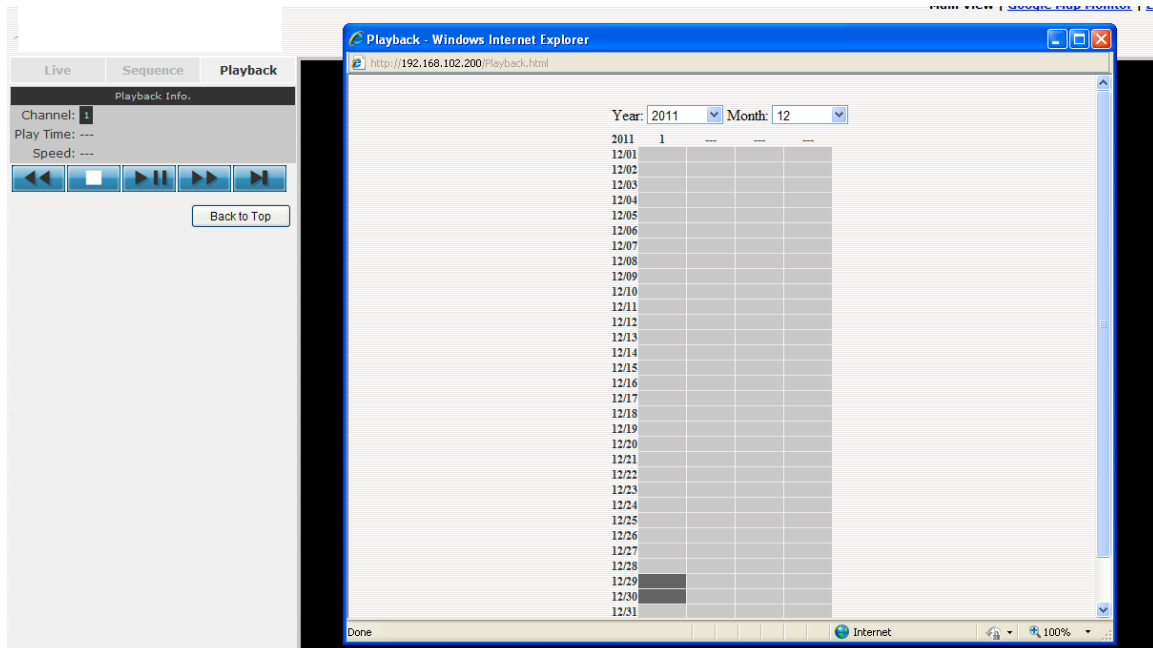 Main View | Google Map Monitor |
Live Sequence Playback
Playback Info.
Channel: 1
Play Time: ---
Speed: ---
Back to Top
Playback - Windows Internet Explorer
http://192.168.102.200/Playback.html
Year: 2011 Month: 12
2011 1 --- --- ---
12/01
12/02
12/03
12/04
12/05
12/06
12/07
12/08
12/09
12/10
12/11
12/12
12/13
12/14
12/15
12/16
12/17
12/18
12/19
12/20
12/21
12/22
12/23
12/24
12/25
12/26
12/27
12/28
12/29
12/30
12/31
Done Internet 100%